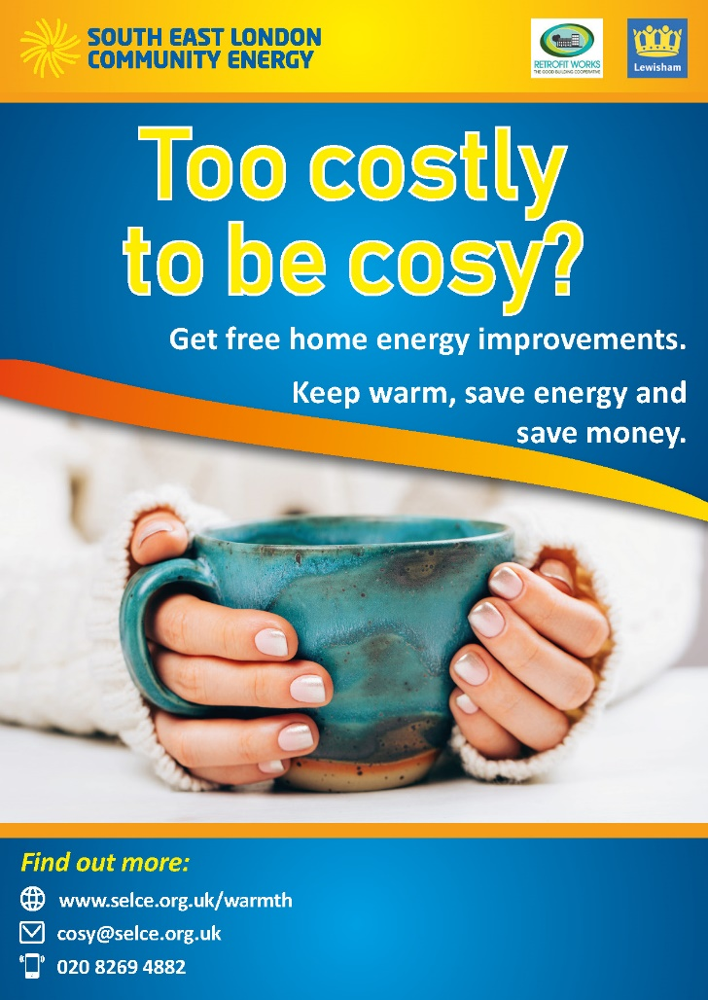 SOUTH EAST LONDON
COMMUNITY ENERGY
RETROFIT WORKS
THE GOOD BUILDING COOPERATIVE
Lewisham
Too costly
to be cosy?
Get free home energy improvements.
Keep warm, save energy and
save money.
Find out more:
www.selce.org.uk/warmth
cosy@selce.org.uk
020 8269 4882